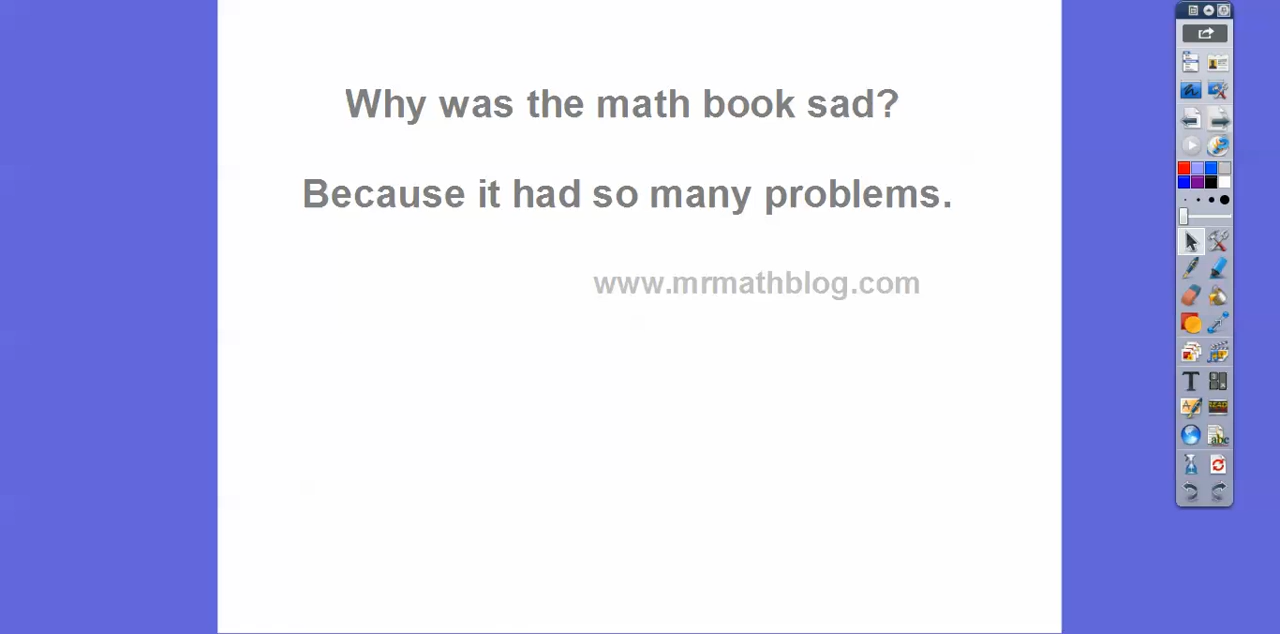 Why was the math book sad?
Because it had so many problems.
www.mrmathblog.com